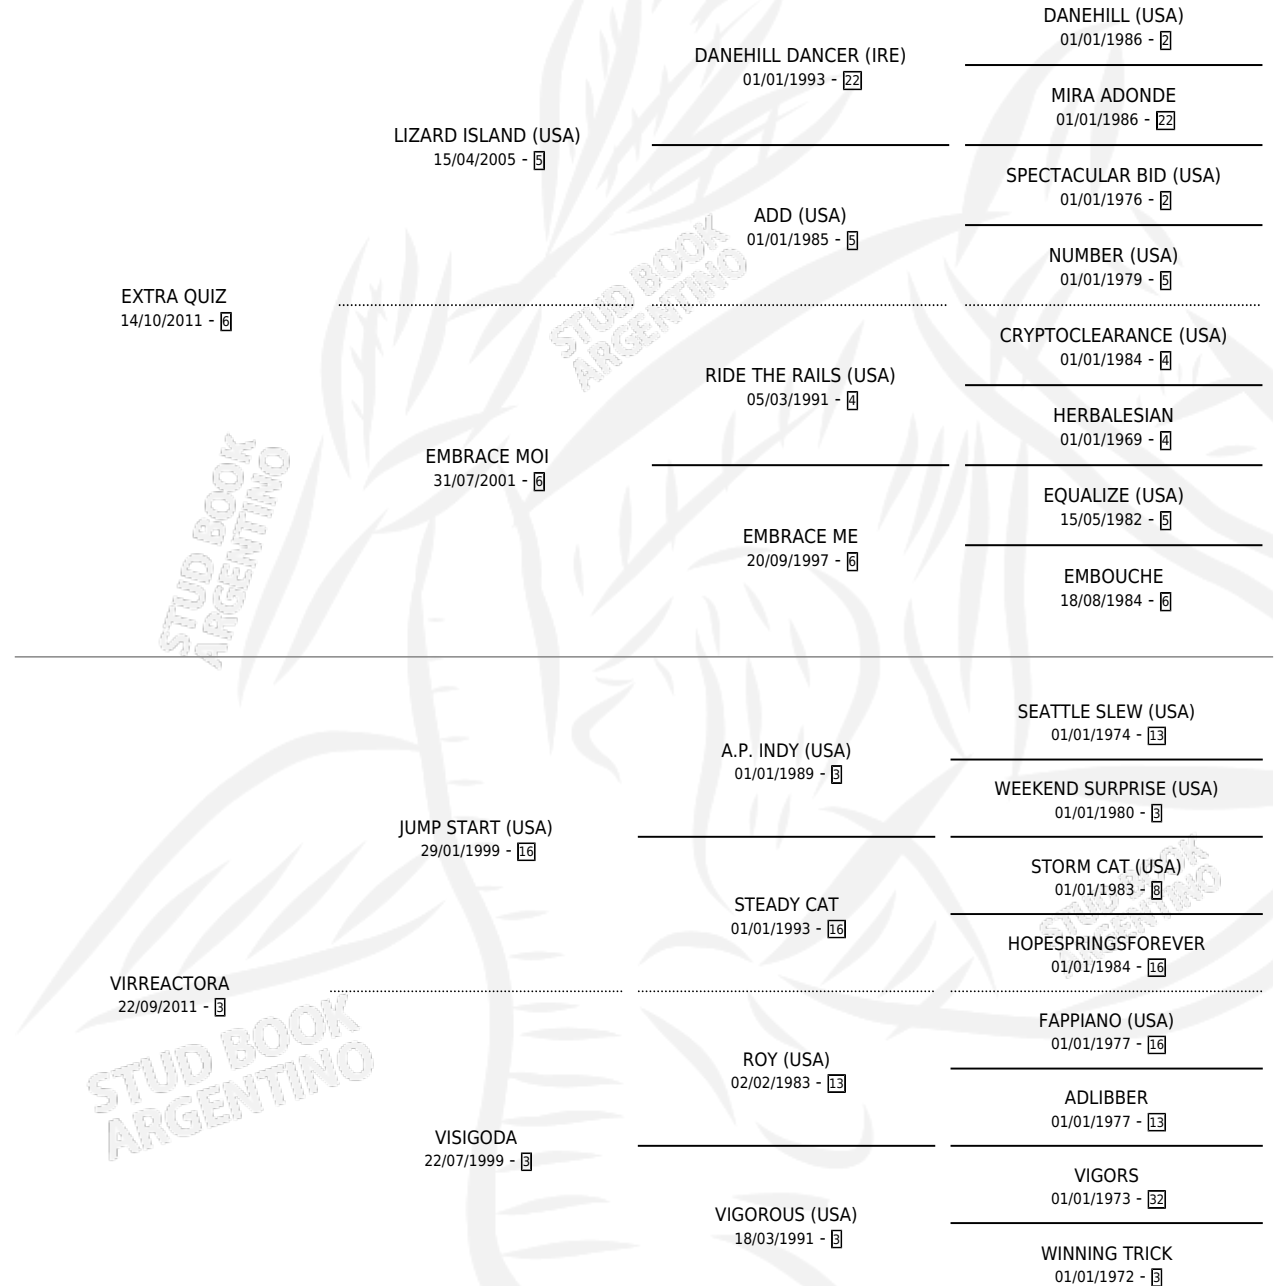 DANEHILL (USA)
01/01/1986 - 2
DANEHILL DANCER (IRE)
01/01/1993 - 22
MIRA ADONDE
01/01/1986 - 22
LIZARD ISLAND (USA)
15/04/2005 - 5
SPECTACULAR BID (USA)
01/01/1976 - 2
ADD (USA)
01/01/1985 - 5
NUMBER (USA)
01/01/1979 - 5
EXTRA QUIZ
14/10/2011 - 6
STUD BOOK
ARGENTINO
CRYPTOCLEARANCE (USA)
01/01/1984 - 4
RIDE THE RAILS (USA)
05/03/1991 - 4
HERBALESIAN
01/01/1969 - 4
EMBRACE MOI
31/07/2001 - 6
EQUALIZE (USA)
15/05/1982 - 5
EMBRACE ME
20/09/1997 - 6
EMBOUCHE
18/08/1984 - 6
STUD BOOK
ARGENTINO
SEATTLE SLEW (USA)
01/01/1974 - 13
A.P. INDY (USA)
01/01/1989 - 3
WEEKEND SURPRISE (USA)
01/01/1980 - 3
JUMP START (USA)
29/01/1999 - 16
STORM CAT (USA)
01/01/1983 - 8
STEADY CAT
01/01/1993 - 16
HOPESPRINGSFOREVER
01/01/1984 - 16
STUD BOOK
ARGENTINO
VIRREACTORA
22/09/2011 - 3
FAPPIANO (USA)
01/01/1977 - 16
ROY (USA)
02/02/1983 - 13
ADLIBBER
01/01/1977 - 13
STUD BOOK
ARGENTINO
VISIGODA
22/07/1999 - 3
VIGORS
01/01/1973 - 32
VIGOROUS (USA)
18/03/1991 - 3
WINNING TRICK
01/01/1972 - 3